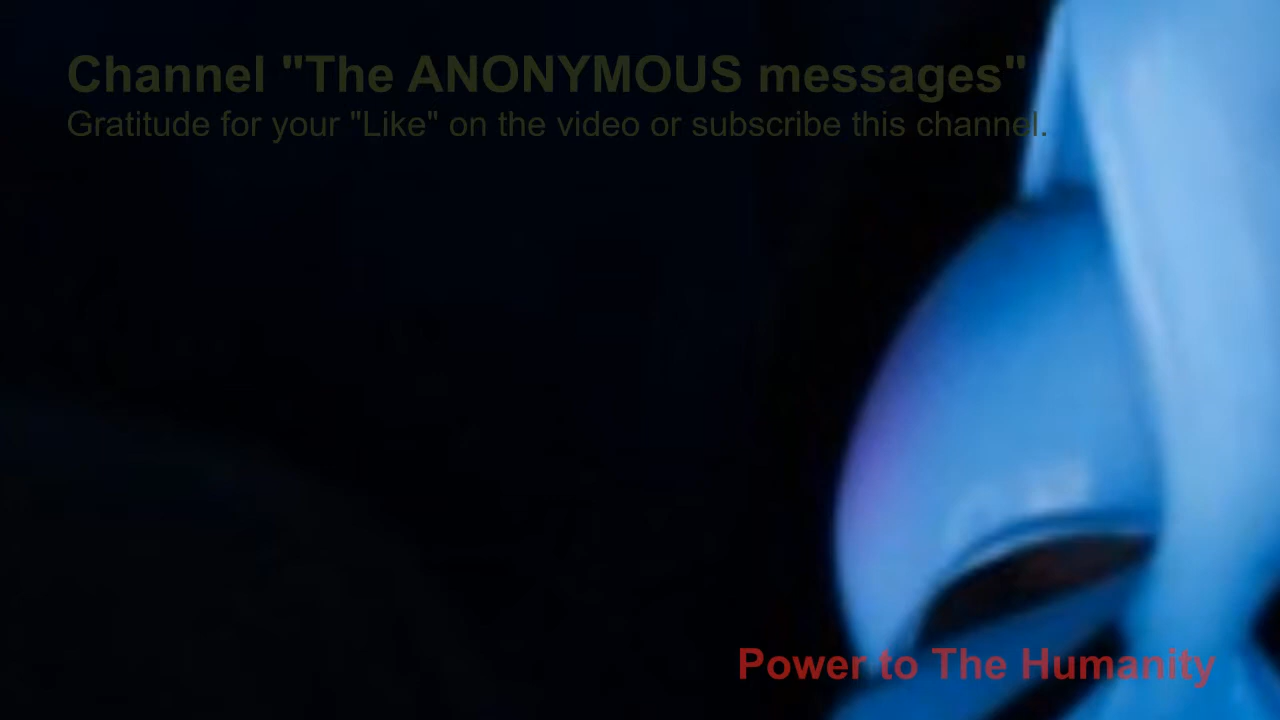 Channel "The ANONYMOUS messages"
Gratitude for your "Like" on the video or subscribe this channel.
Power to The Humanity